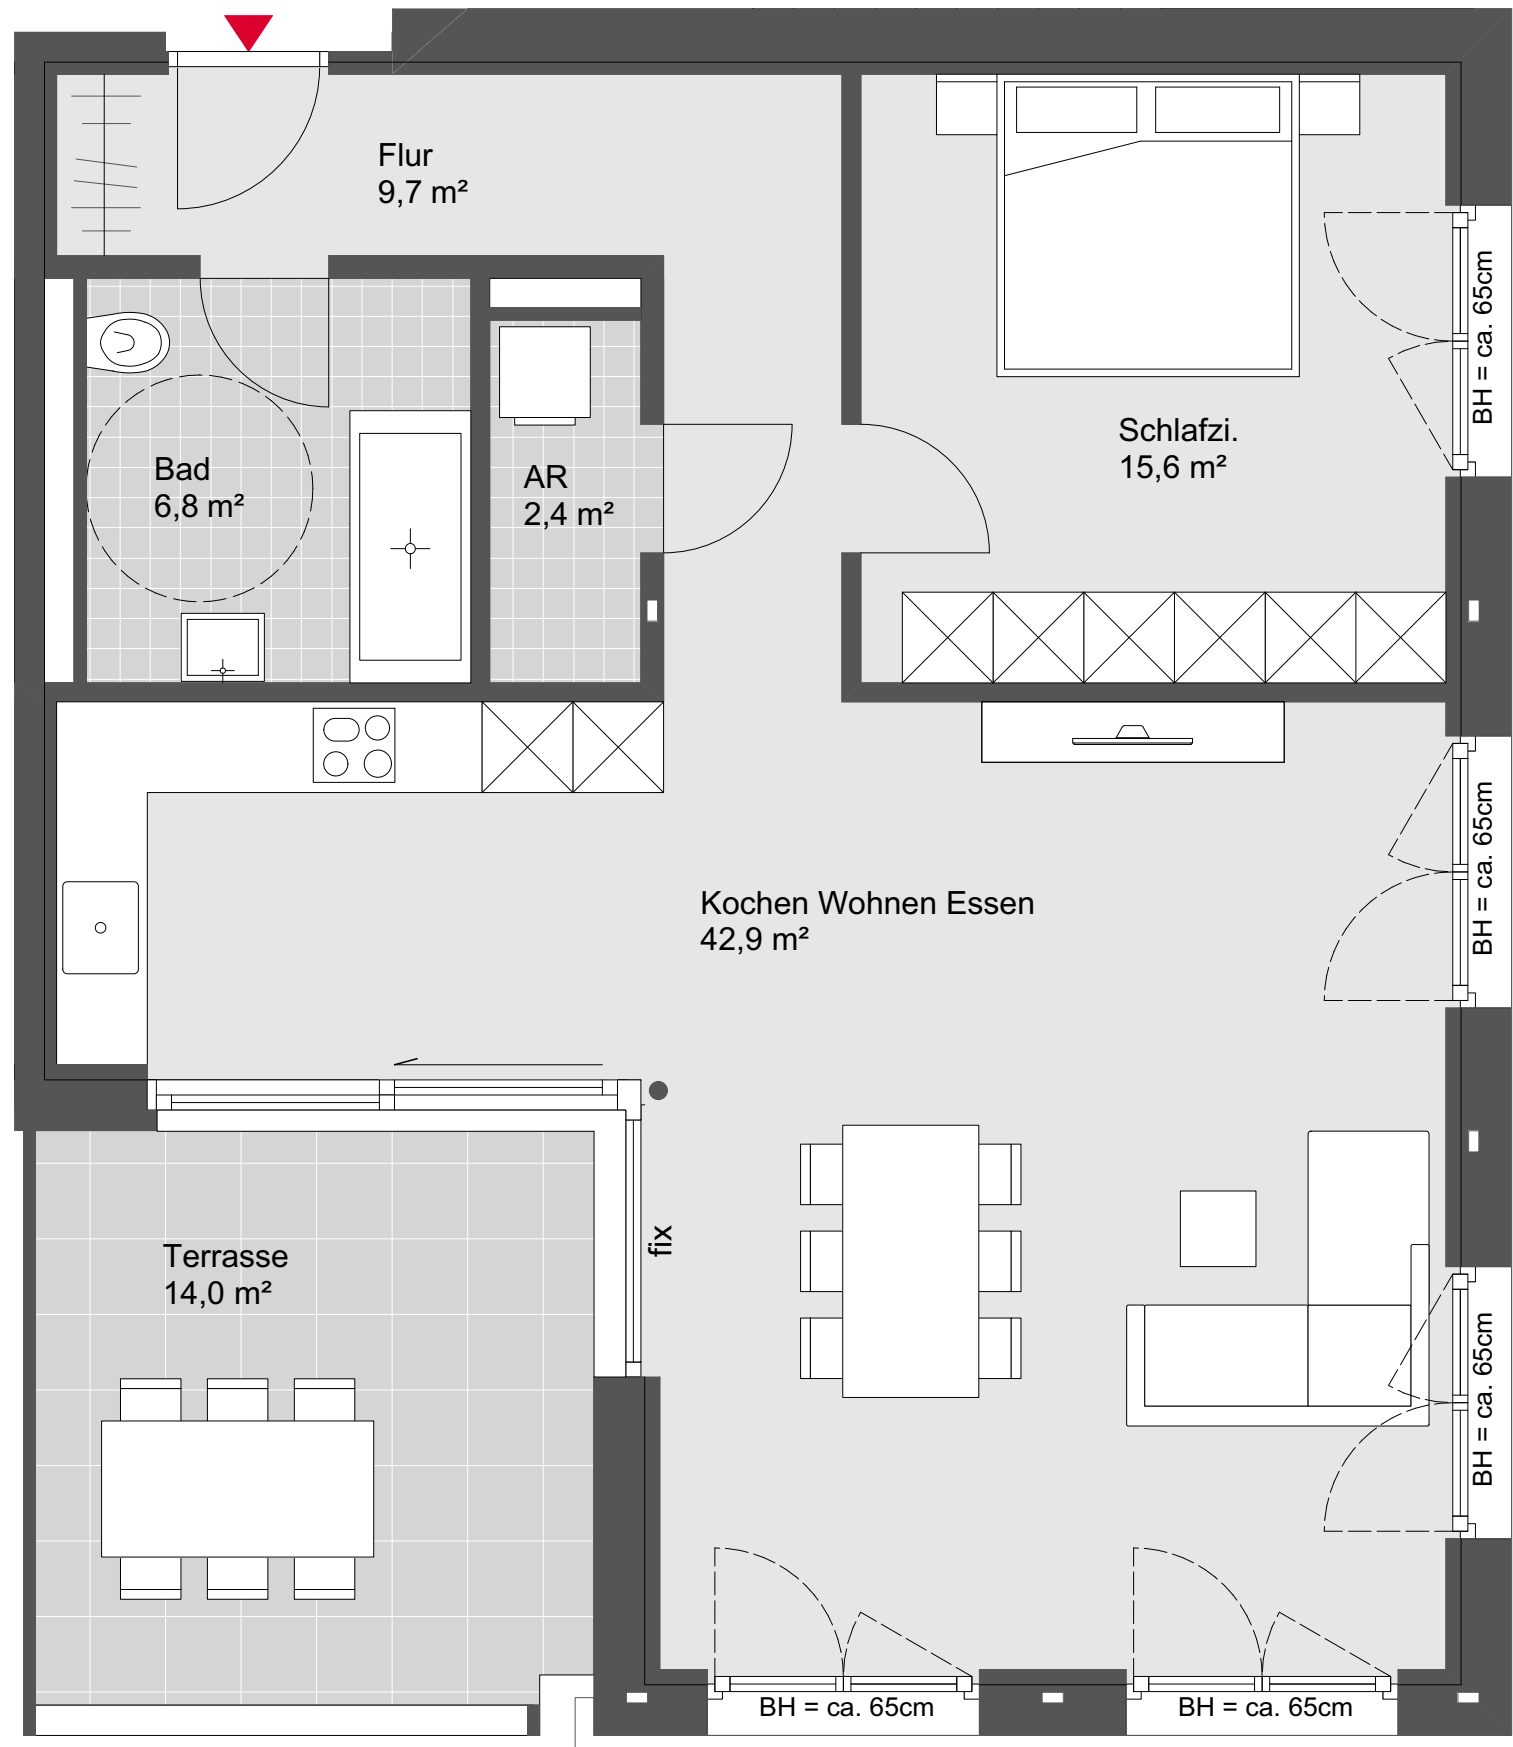 Flur
9,7 m²
BH = ca. 65cm
Schlafzi.
15,6 m²
Bad
6,8 m²
AR
2,4 m²
Kochen Wohnen Essen
42,9 m²
BH = ca. 65cm
fix
Terrasse
14,0 m²
BH = ca. 65cm
BH = ca. 65cm
BH = ca. 65cm